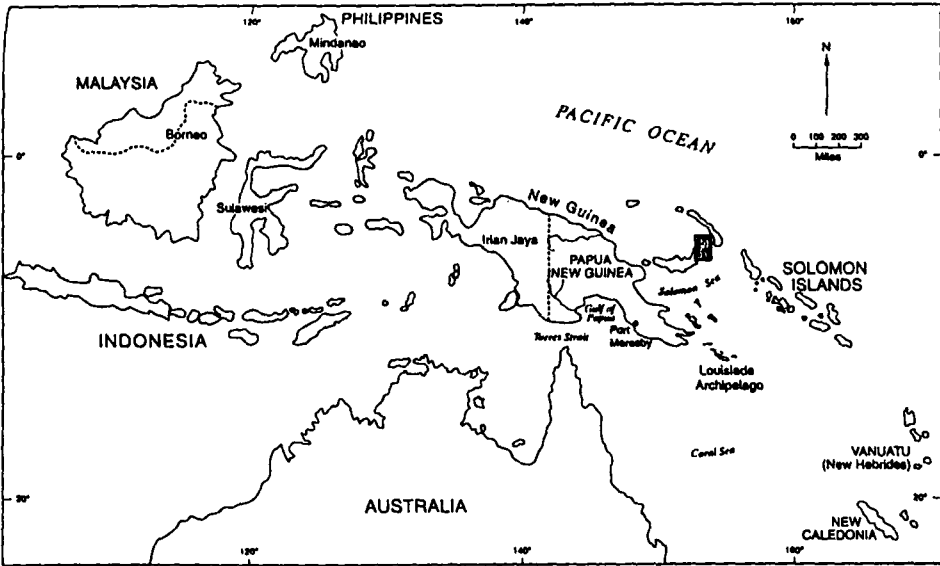 120°
140°
160°
PHILIPPINES
Mindanao
N
MALAYSIA
PACIFIC OCEAN
Borneo
0 100 200 300
Miles
0°
0°
New Guinea
Sulawesi
Irian Jaya
PAPUA
NEW GUINEA
SOLOMON
ISLANDS
Solomon Sea
Gulf of
Papua
Port
Moresby
INDONESIA
Torres Strait
Louisiade
Archipelago
Coral Sea
VANUATU
(New Hebrides)
20°
20°
AUSTRALIA
NEW
CALEDONIA
120°
140°
160°